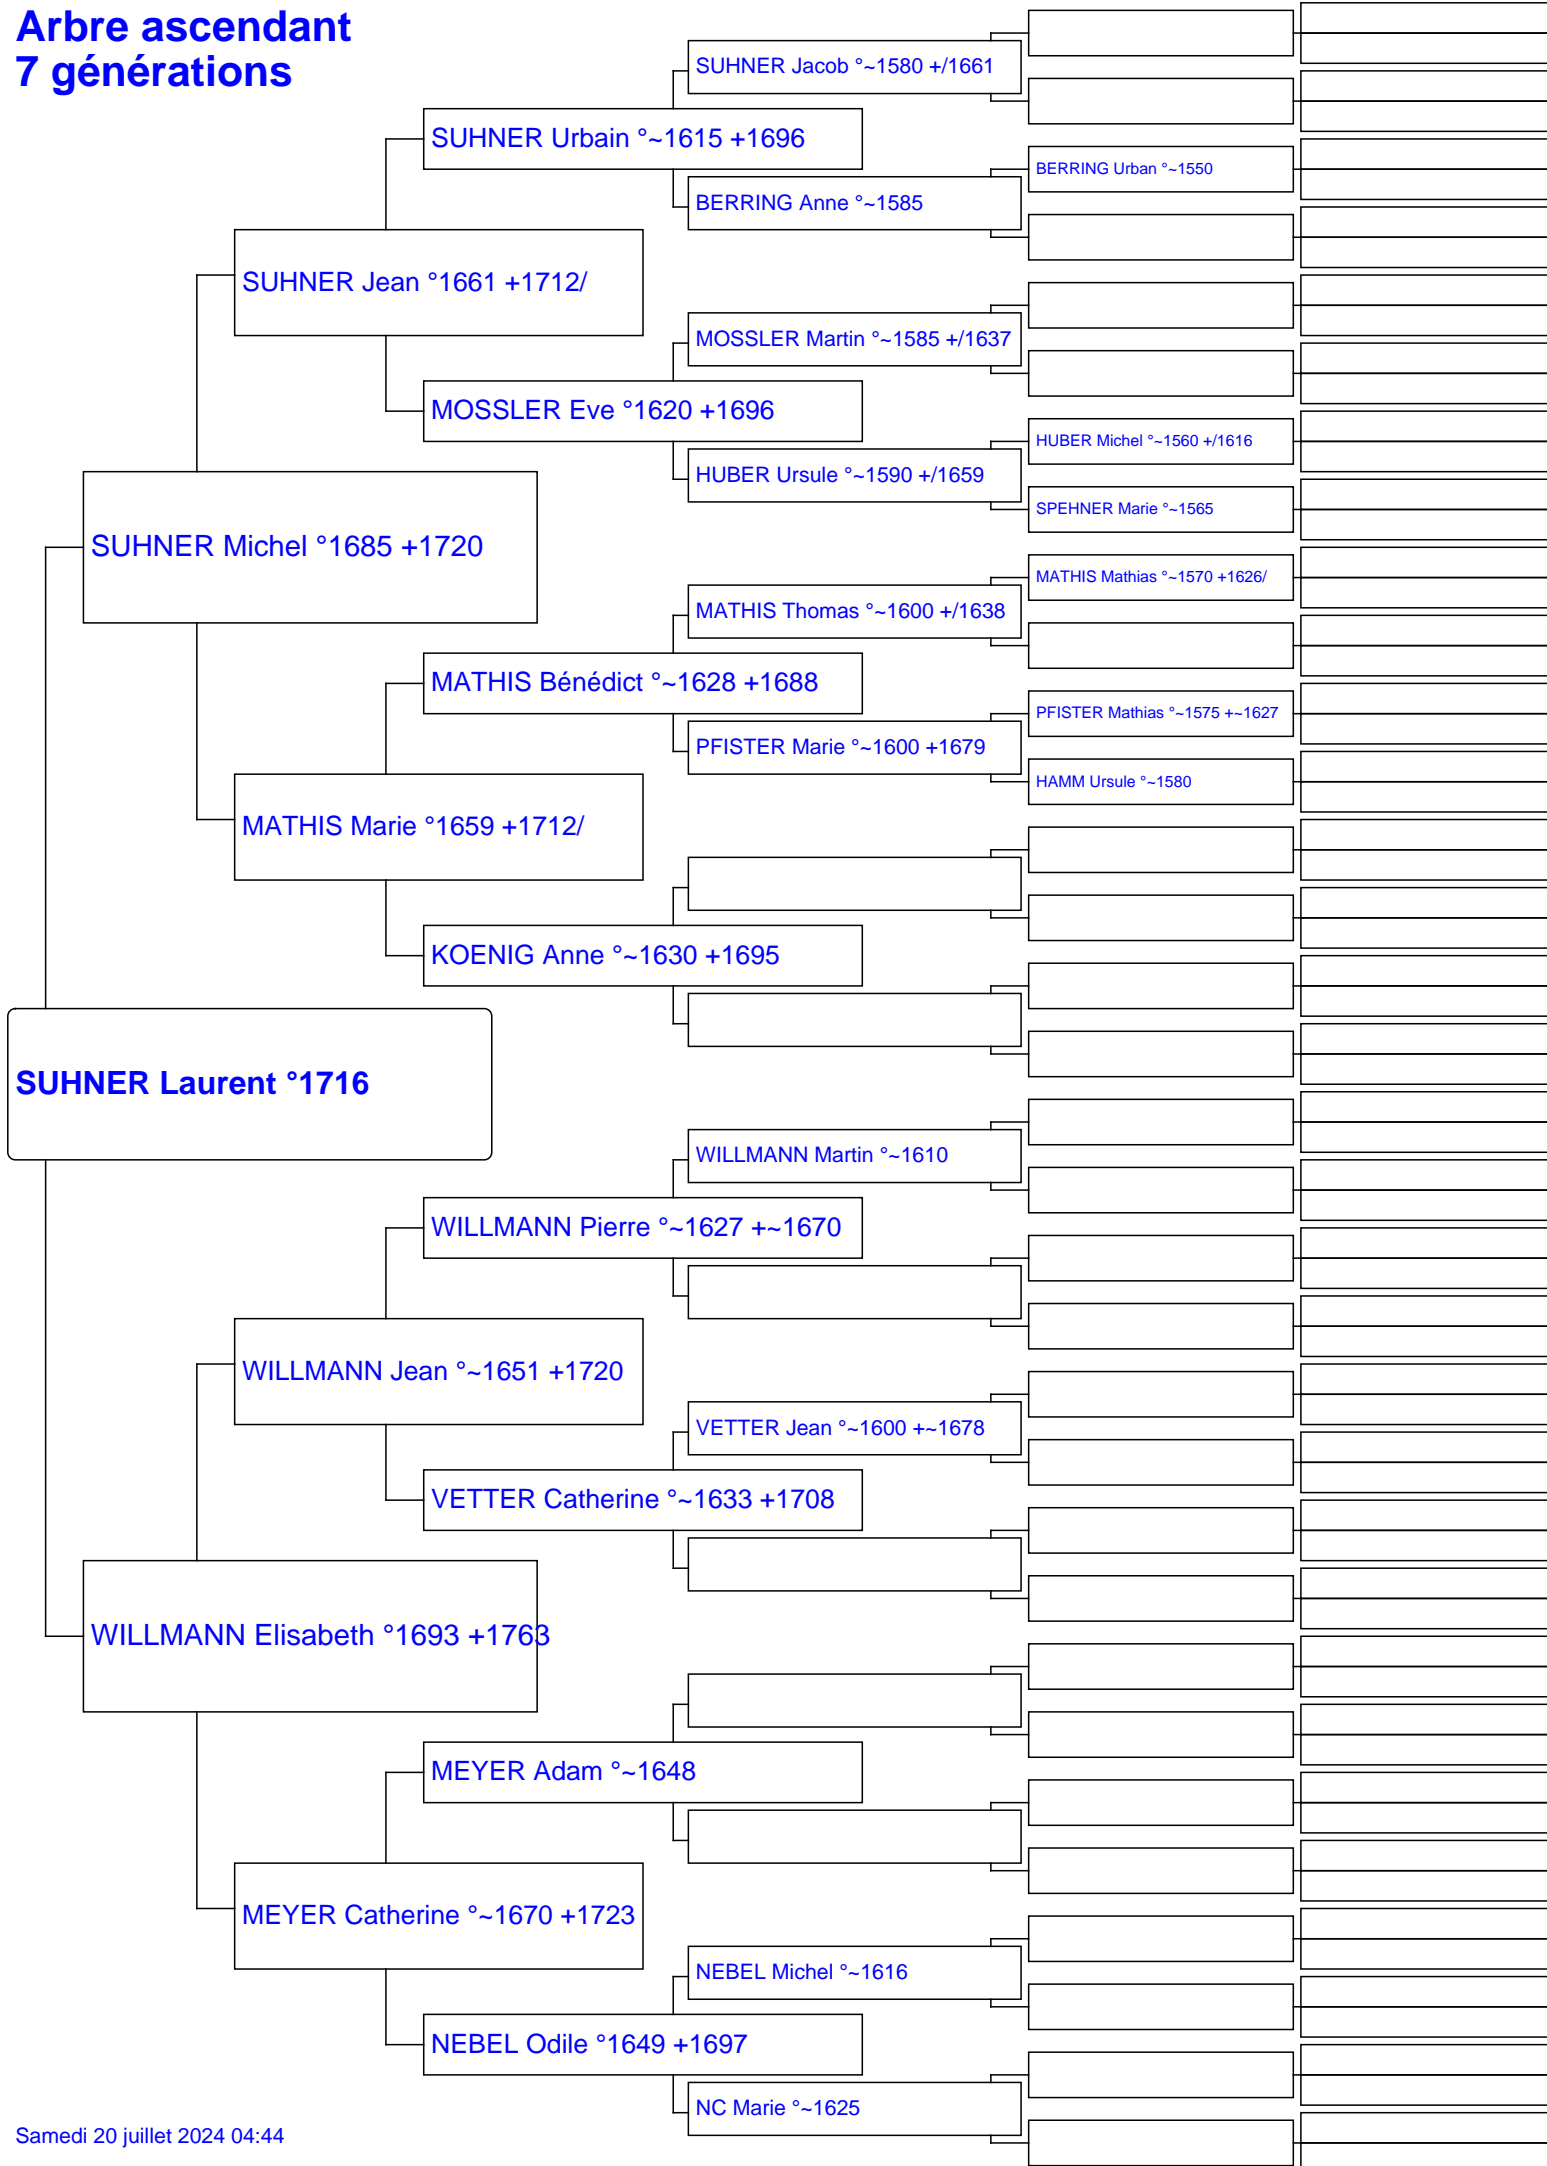 Arbre ascendant
7 générations
SUHNER Jacob °~1580 +/1661
SUHNER Urbain °~1615 +1696
BERRING Urban °~1550
BERRING Anne °~1585
SUHNER Jean °1661 +1712/
MOSSLER Martin °~1585 +/1637
MOSSLER Eve °1620 +1696
HUBER Michel °~1560 +/1616
HUBER Ursule °~1590 +/1659
SPEHNER Marie °~1565
SUHNER Michel °1685 +1720
MATHIS Mathias °~1570 +1626/
MATHIS Thomas °~1600 +/1638
MATHIS Bénédict °~1628 +1688
PFISTER Mathias °~1575 +~1627
PFISTER Marie °~1600 +1679
HAMM Ursule °~1580
MATHIS Marie °1659 +1712/
KOENIG Anne °~1630 +1695
SUHNER Laurent °1716
WILLMANN Martin °~1610
WILLMANN Pierre °~1627 +~1670
WILLMANN Jean °~1651 +1720
VETTER Jean °~1600 +~1678
VETTER Catherine °~1633 +1708
WILLMANN Elisabeth °1693 +1763
MEYER Adam °~1648
MEYER Catherine °~1670 +1723
NEBEL Michel °~1616
NEBEL Odile °1649 +1697
NC Marie °~1625
Samedi 20 juillet 2024 04:44